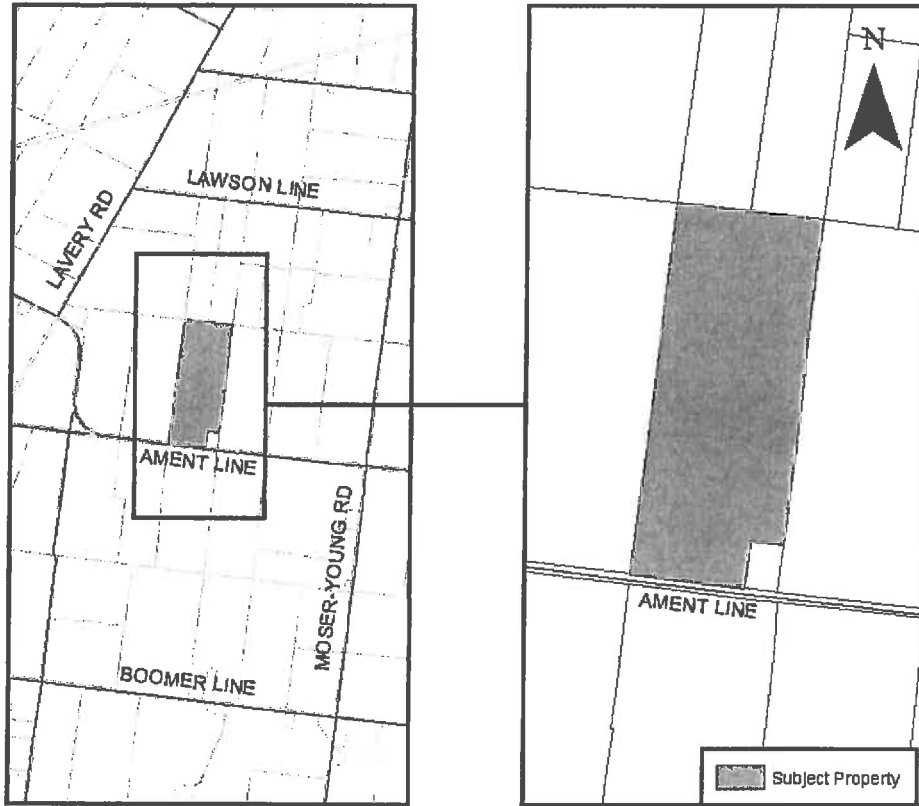 LAWSON LINE
LAVERY RD
AMENT LINE
MOSER-YOUNG RD
BOOMER LINE
N
AMENT LINE
Subject Property